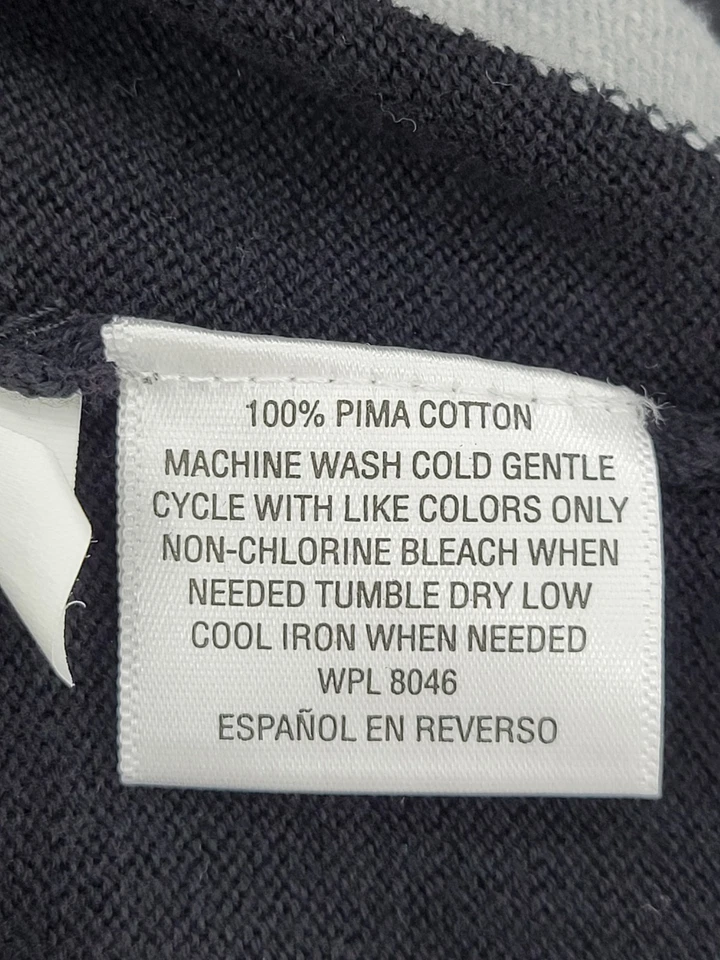 100% PIMA COTTON
MACHINE WASH COLD GENTLE
CYCLE WITH LIKE COLORS ONLY
NON-CHLORINE BLEACH WHEN
NEEDED TUMBLE DRY LOW
COOL IRON WHEN NEEDED
WPL 8046
ESPAÑOL EN REVERSO